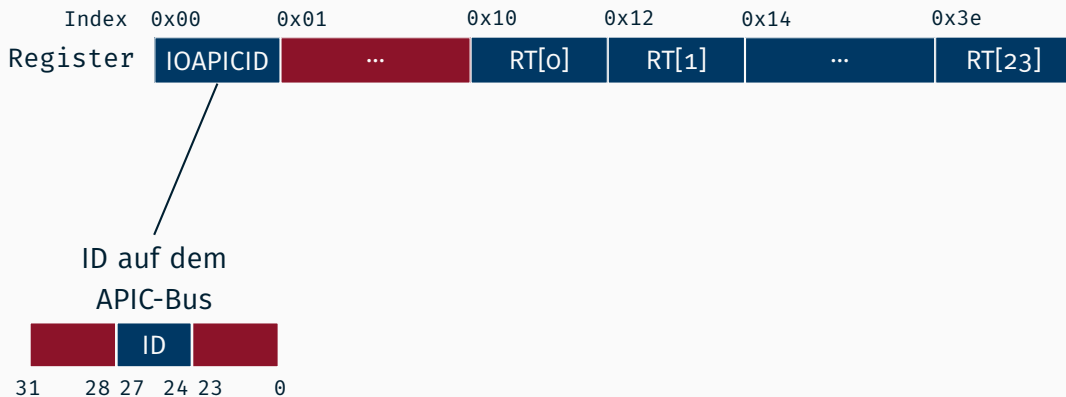 Index 0x00 0x01 0x10 0x12 0x14 0x3e
Register IOAPICID … RT[0] RT[1] … RT[23]
ID auf dem
APIC-Bus
ID
31 28 27 24 23 0